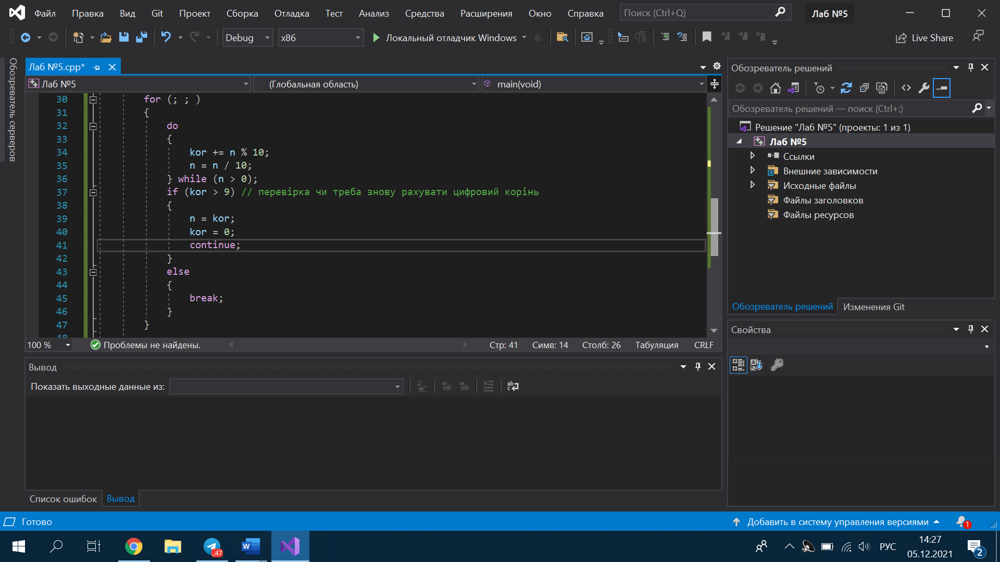 Файл Правка Вид Git Проект Сборка Отладка Тест Анализ Средства Расширения Окно Справка Поиск (Ctrl+Q) Лаб №5
Debug x86 Локальный отладчик Windows Live Share
Обозреватель серверов
Лаб №5.cpp*
Лаб №5 (Глобальная область) main(void)
30 for (; ; )
31 {
32 do
33 {
34 kor += n % 10;
35 n = n / 10;
36 } while (n > 0);
37 if (kor > 9) // перевірка чи треба знову рахувати цифровий корінь
38 {
39 n = kor;
40 kor = 0;
41 continue;
42 }
43 else
44 {
45 break;
46 }
47 }
48
100 % Проблемы не найдены. Стр: 41 Симв: 14 Столб: 26 Табуляция CRLF
Вывод
Показать выходные данные из:
Список ошибок Вывод
Обозреватель решений
Обозреватель решений — поиск (Ctrl+;)
Решение "Лаб №5" (проекты: 1 из 1)
Лаб №5
Ссылки
Внешние зависимости
Исходные файлы
Файлы заголовков
Файлы ресурсов
Обозреватель решений Изменения Git
Свойства
Готово Добавить в систему управления версиями 1
..47 W РУС 14:27
05.12.2021 2